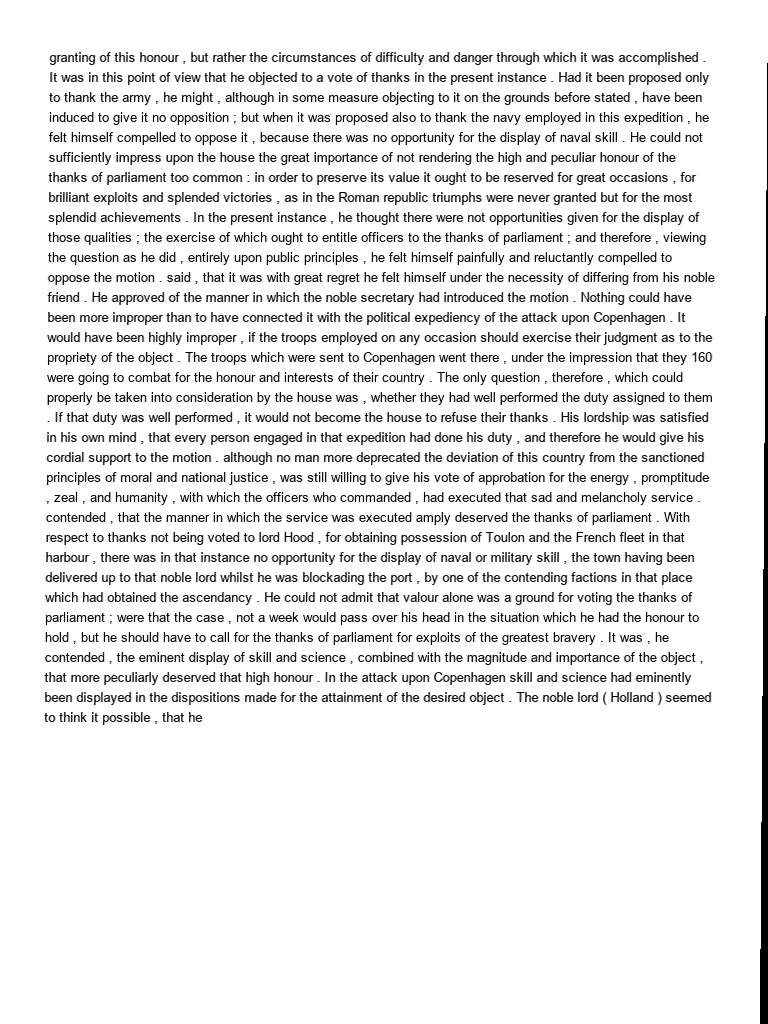 granting of this honour , but rather the circumstances of difficulty and danger through which it was accomplished .
It was in this point of view that he objected to a vote of thanks in the present instance . Had it been proposed only
to thank the army , he might , although in some measure objecting to it on the grounds before stated , have been
induced to give it no opposition ; but when it was proposed also to thank the navy employed in this expedition , he
felt himself compelled to oppose it , because there was no opportunity for the display of naval skill . He could not
sufficiently impress upon the house the great importance of not rendering the high and peculiar honour of the
thanks of parliament too common : in order to preserve its value it ought to be reserved for great occasions , for
brilliant exploits and splended victories , as in the Roman republic triumphs were never granted but for the most
splendid achievements . In the present instance , he thought there were not opportunities given for the display of
those qualities ; the exercise of which ought to entitle officers to the thanks of parliament ; and therefore , viewing
the question as he did , entirely upon public principles , he felt himself painfully and reluctantly compelled to
oppose the motion . said , that it was with great regret he felt himself under the necessity of differing from his noble
friend . He approved of the manner in which the noble secretary had introduced the motion . Nothing could have
been more improper than to have connected it with the political expediency of the attack upon Copenhagen . It
would have been highly improper , if the troops employed on any occasion should exercise their judgment as to the
propriety of the object . The troops which were sent to Copenhagen went there , under the impression that they 160
were going to combat for the honour and interests of their country . The only question , therefore , which could
properly be taken into consideration by the house was , whether they had well performed the duty assigned to them
. If that duty was well performed , it would not become the house to refuse their thanks . His lordship was satisfied
in his own mind , that every person engaged in that expedition had done his duty , and therefore he would give his
cordial support to the motion . although no man more deprecated the deviation of this country from the sanctioned
principles of moral and national justice , was still willing to give his vote of approbation for the energy , promptitude
, zeal , and humanity , with which the officers who commanded , had executed that sad and melancholy service .
contended , that the manner in which the service was executed amply deserved the thanks of parliament . With
respect to thanks not being voted to lord Hood , for obtaining possession of Toulon and the French fleet in that
harbour , there was in that instance no opportunity for the display of naval or military skill , the town having been
delivered up to that noble lord whilst he was blockading the port , by one of the contending factions in that place
which had obtained the ascendancy . He could not admit that valour alone was a ground for voting the thanks of
parliament ; were that the case , not a week would pass over his head in the situation which he had the honour to
hold , but he should have to call for the thanks of parliament for exploits of the greatest bravery . It was , he
contended , the eminent display of skill and science , combined with the magnitude and importance of the object ,
that more peculiarly deserved that high honour . In the attack upon Copenhagen skill and science had eminently
been displayed in the dispositions made for the attainment of the desired object . The noble lord ( Holland ) seemed
to think it possible , that he